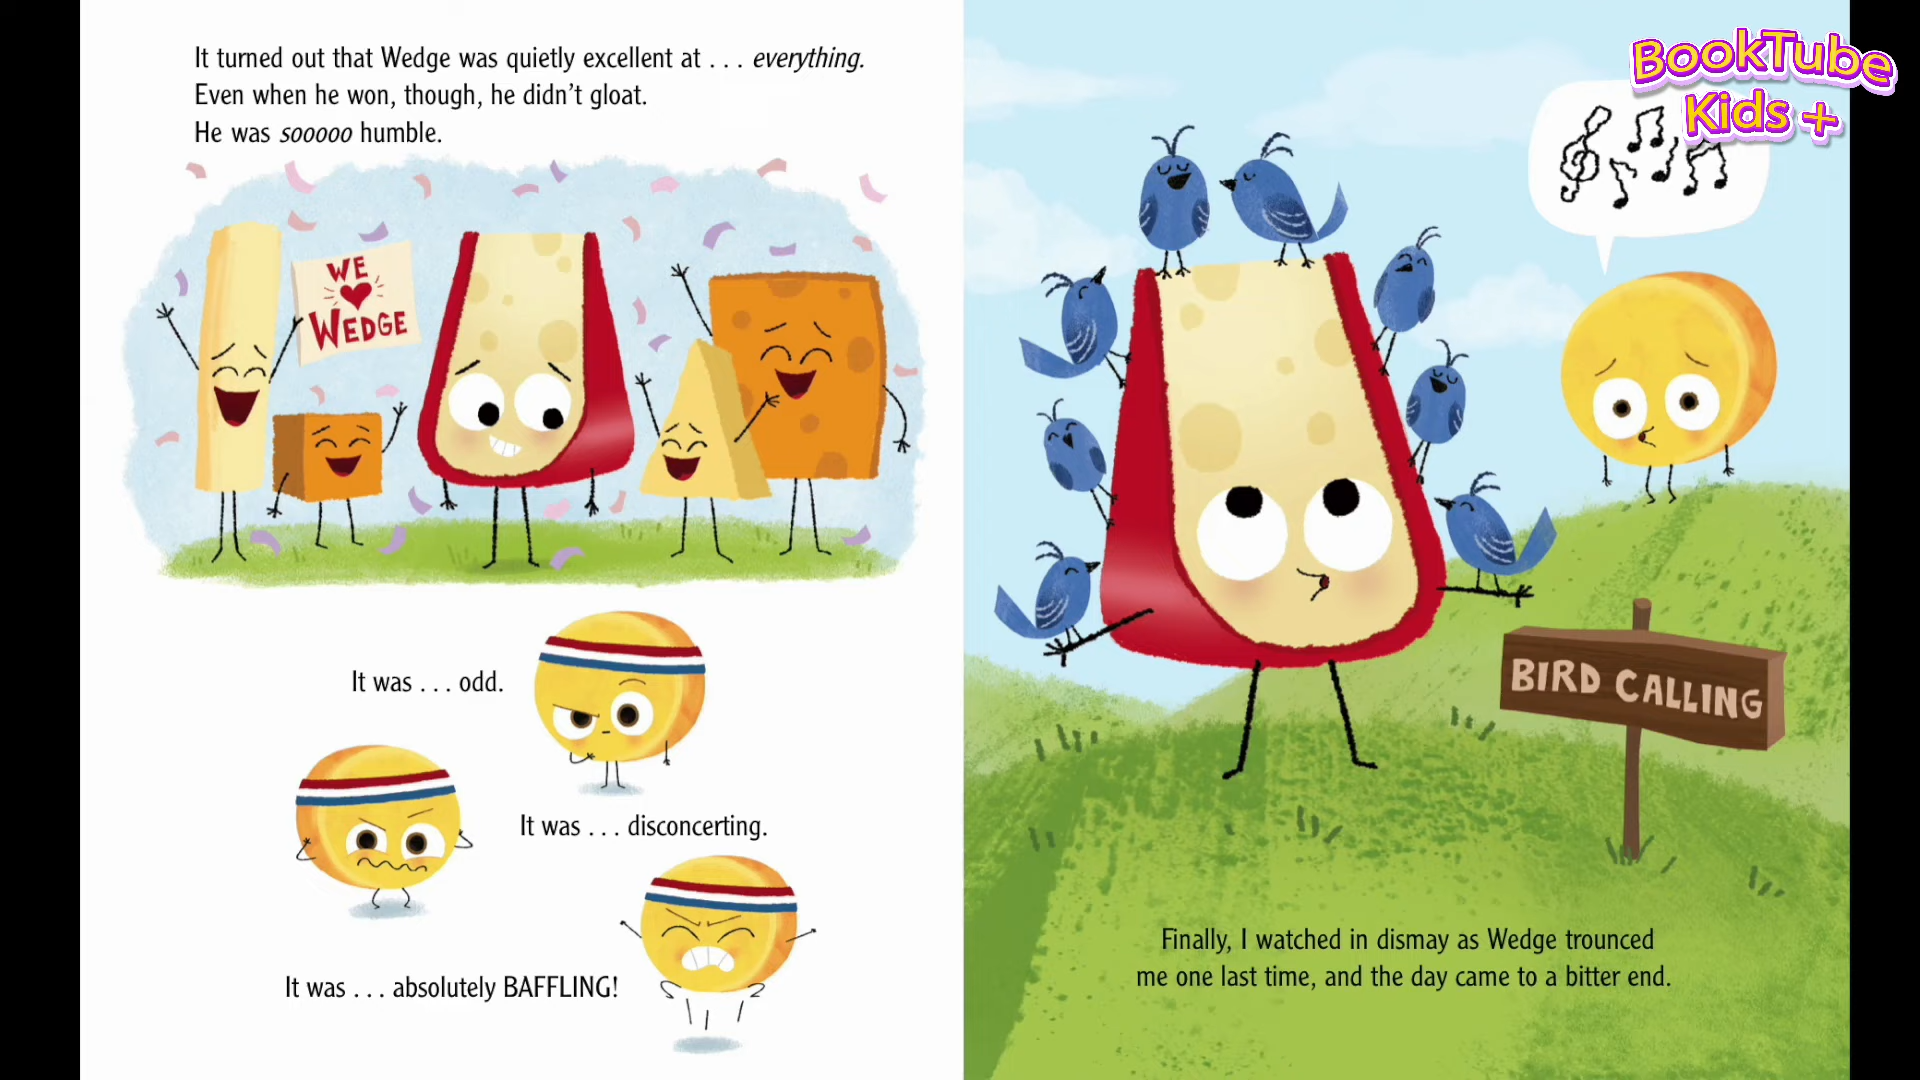 It turned out that Wedge was quietly excellent at . . . everything.
Even when he won, though, he didn't gloat.
He was sooooo humble.
WE
WEDGE
It was . . . odd.
It was . . . disconcerting.
It was . . . absolutely BAFFLING!
BookTube
Kids +
BIRD CALLING
Finally, I watched in dismay as Wedge trounced
me one last time, and the day came to a bitter end.